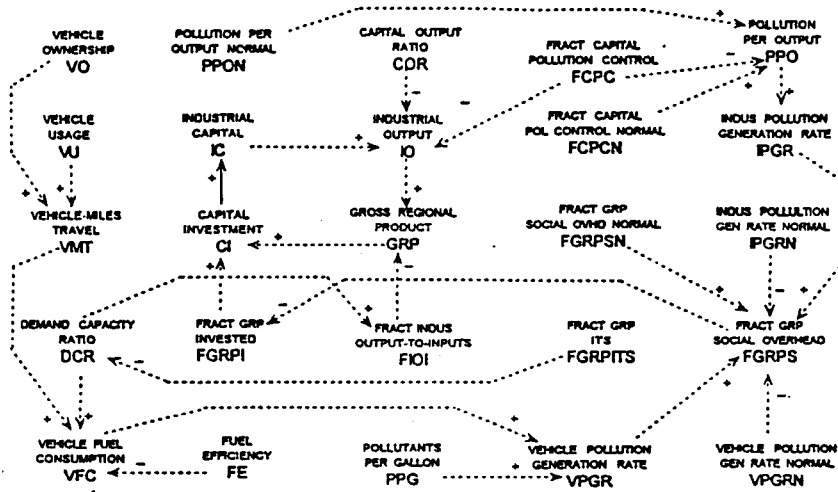 VEHICLE
OWNERSHIP
VO
POLLUTION PER
OUTPUT NORMAL
PPON
CAPITAL OUTPUT
RATIO
COR
FRACT CAPITAL
POLLUTION CONTROL
FCPC
POLLUTION
PER OUTPUT
PPO
VEHICLE
USAGE
VU
INDUSTRIAL
CAPITAL
IC
INDUSTRIAL
OUTPUT
IO
FRACT CAPITAL
POL CONTROL NORMAL
FCPCN
INDUS POLLUTION
GENERATION RATE
IPGR
VEHICLE-MILES
TRAVEL
VMT
CAPITAL
INVESTMENT
CI
GROSS REGIONAL
PRODUCT
GRP
FRACT GRP
SOCIAL OVHD NORMAL
FGRPSN
INDUS POLLULTION
GEN RATE NORMAL
IPGRN
DEMAND CAPACITY
RATIO
DCR
FRACT GRP
INVESTED
FGRPI
FRACT INDUS
OUTPUT-TO-INPUTS
FIOI
FRACT GRP
ITS
FGRPITS
FRACT GRP
SOCIAL OVERHEAD
FGRPS
VEHICLE FUEL
CONSUMPTION
VFC
FUEL
EFFICIENCY
FE
POLLUTANTS
PER GALLON
PPG
VEHICLE POLLUTION
GENERATION RATE
VPGR
VEHICLE POLLUTION
GEN RATE NORMAL
VPGRN